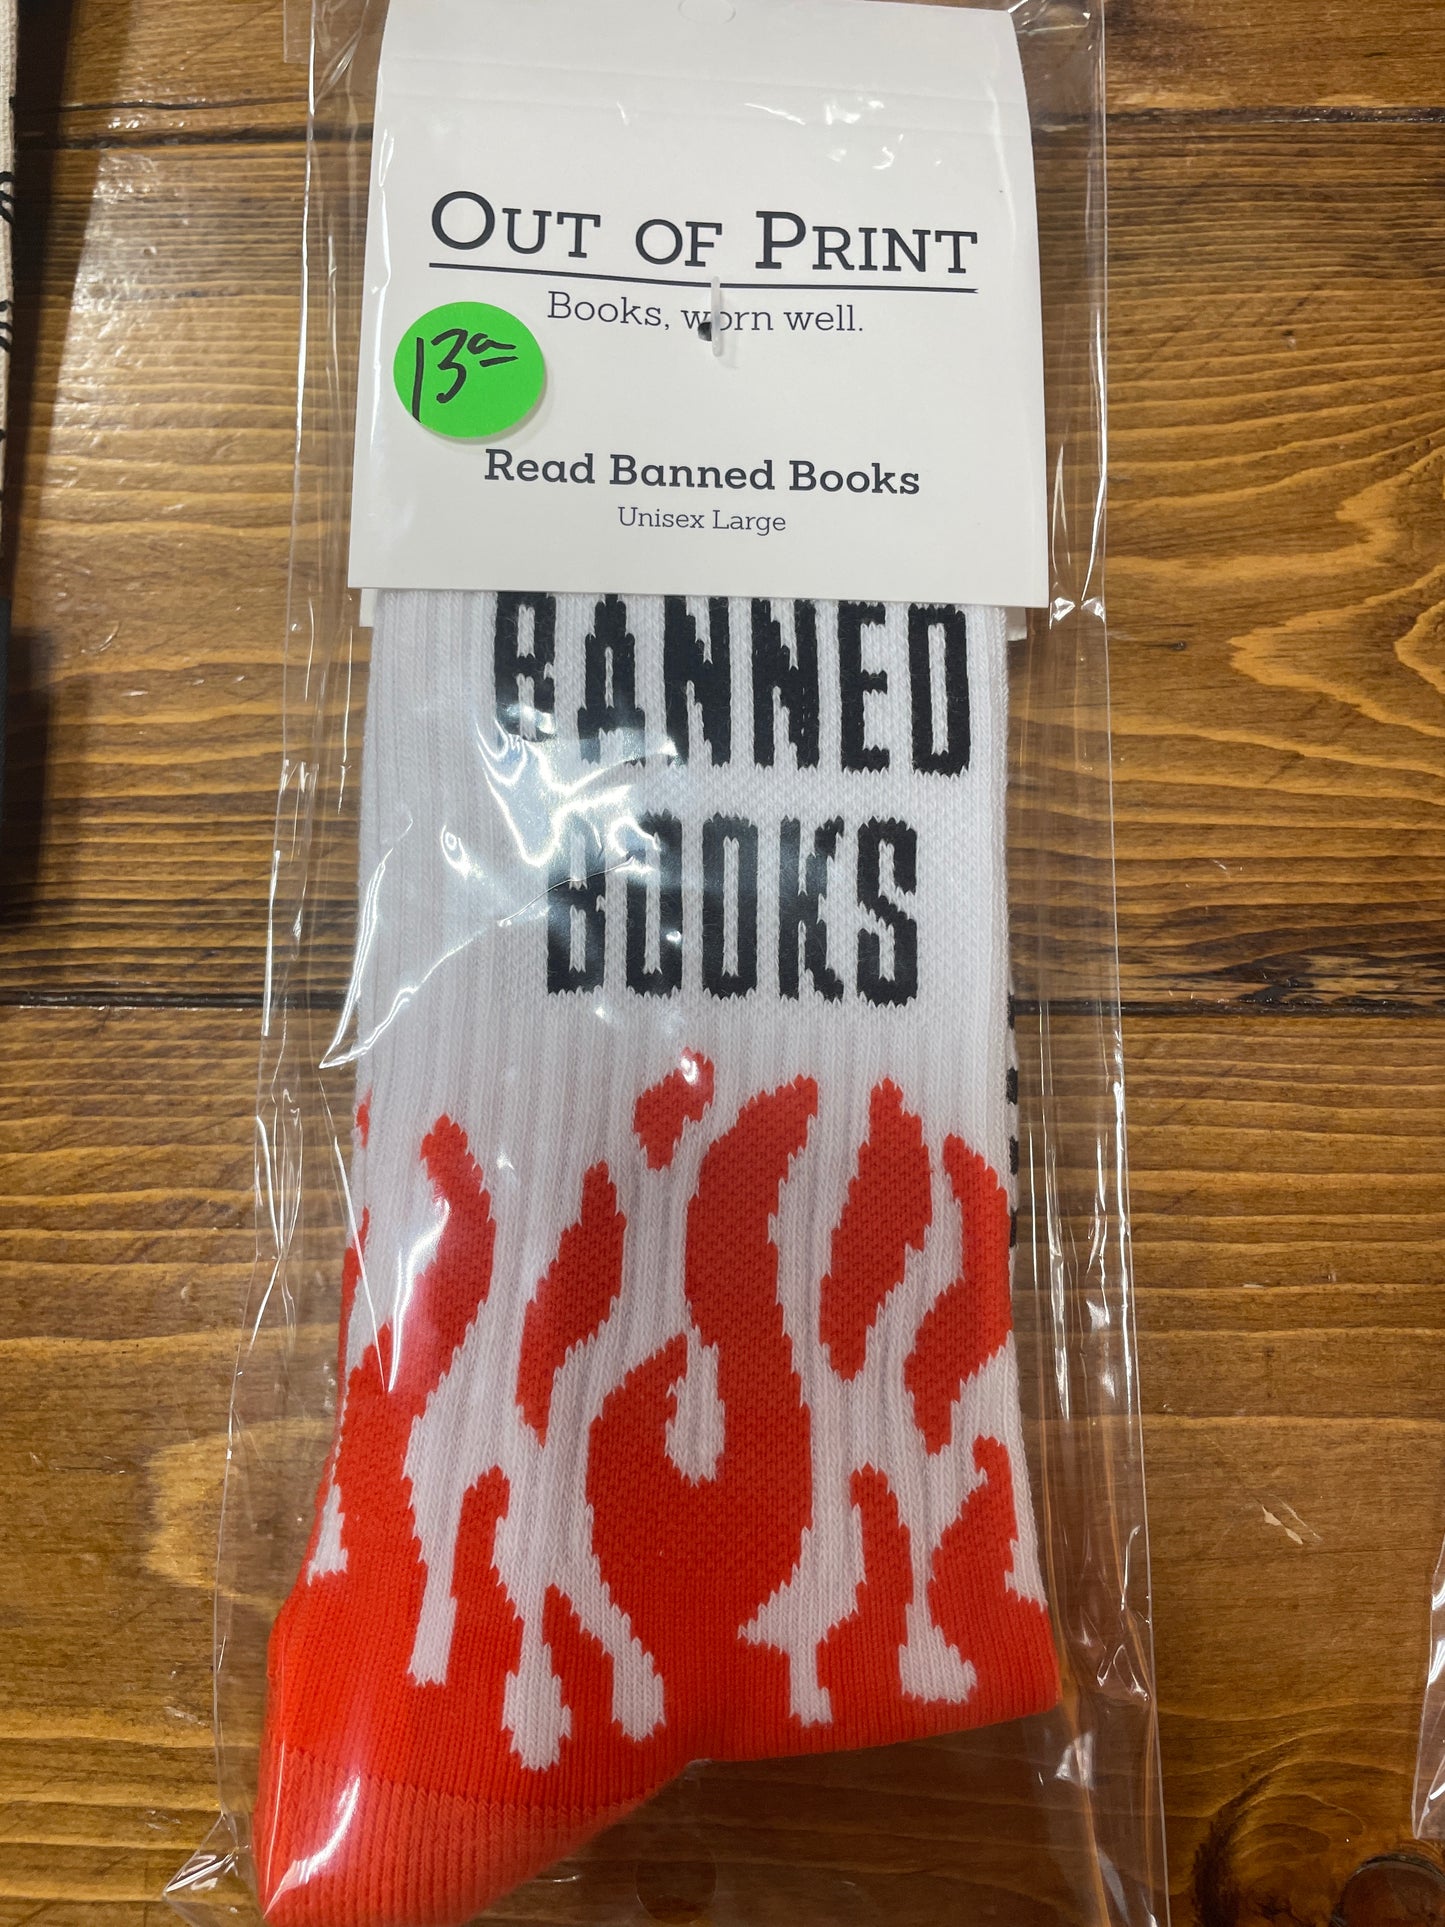 OUT OF PRINT
Books, worn well.
13
Read Banned Books
Unisex Large
BANNED
BOOKS